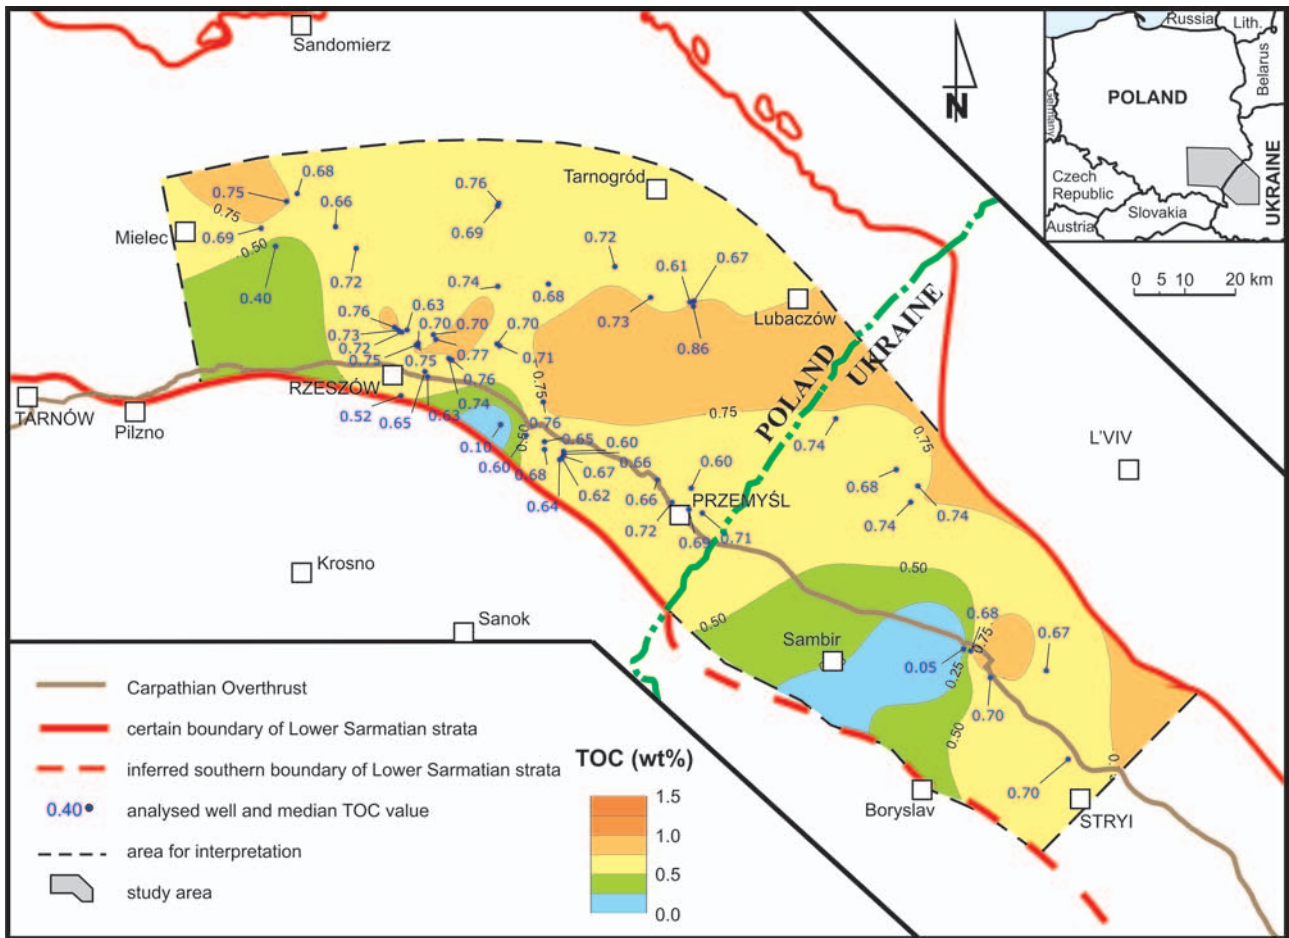 Sandomierz
N
Russia
Lith.
Belarus
POLAND
Germany
UKRAINE
Czech
Republic
Slovakia
Austria
0 5 10 20 km
Tarnogród
0.68
0.75
0.75
0.66
0.76
Mielec
0.69
0.50
0.69
0.72
0.40
0.72
0.74
0.68
0.61
0.67
Lubaczów
0.73
0.86
0.76
0.63
0.73
0.70
0.70
0.70
0.72
0.75
0.75
0.77
0.71
RZESZÓW
0.76
POLAND
UKRAINE
TARNÓW
Pilzno
0.52
0.65
0.63
0.74
0.75
0.75
0.75
0.76
0.50
0.10
0.60
0.65
0.60
0.68
0.66
0.67
0.62
0.64
0.60
0.66
PRZEMYŚL
0.72
0.69
0.71
0.74
0.68
0.74
0.74
L'VIV
Krosno
Sanok
0.50
0.50
Sambir
0.68
0.75
0.67
0.05
0.25
0.70
0.50
0.70
Boryslav
STRYI
Carpathian Overthrust
certain boundary of Lower Sarmatian strata
inferred southern boundary of Lower Sarmatian strata
0.40 analysed well and median TOC value
area for interpretation
study area
TOC (wt%)
1.5
1.0
0.5
0.0